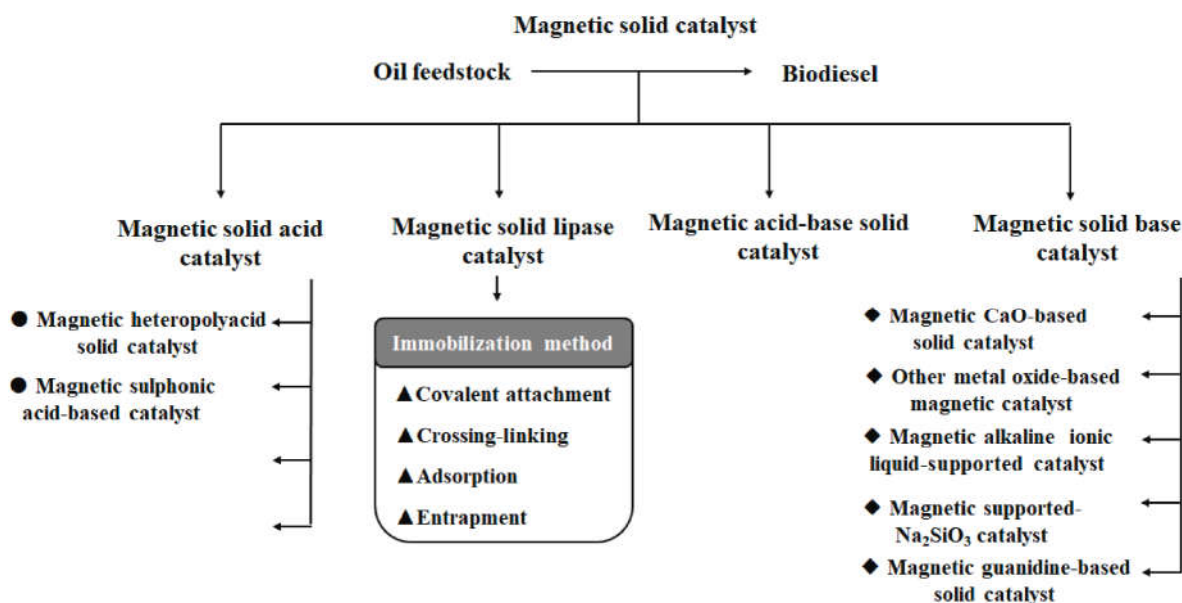 Magnetic solid catalyst
Oil feedstock
Biodiesel
Magnetic solid acid
catalyst
Magnetic solid lipase
catalyst
Magnetic acid-base solid
catalyst
Magnetic solid base
catalyst
● Magnetic heteropolyacid
solid catalyst
● Magnetic sulphonic
acid-based catalyst
Immobilization method
▲Covalent attachment
▲Crossing-linking
▲Adsorption
▲Entrapment
◆ Magnetic CaO-based
solid catalyst
◆ Other metal oxide-based
magnetic catalyst
◆ Magnetic alkaline ionic
liquid-supported catalyst
◆ Magnetic supported-
Na₂SiO₃ catalyst
◆ Magnetic guanidine-based
solid catalyst